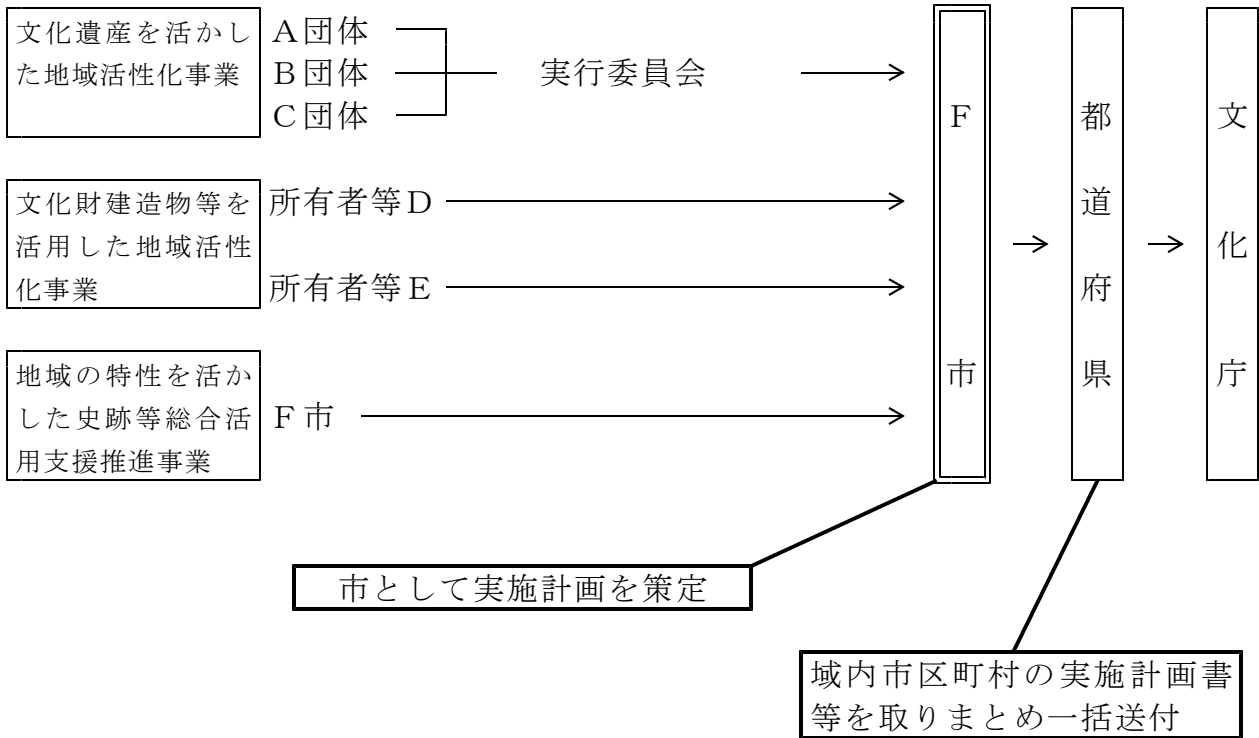 文化遺産を活かし
た地域活性化事業
A団体
B団体
C団体
実行委員会
文化財建造物等を
活用した地域活性
化事業
所有者等D
所有者等E
地域の特性を活か
した史跡等総合活
用支援推進事業
F市
F市
都道府県
文化庁
市として実施計画を策定
域内市区町村の実施計画書
等を取りまとめ一括送付